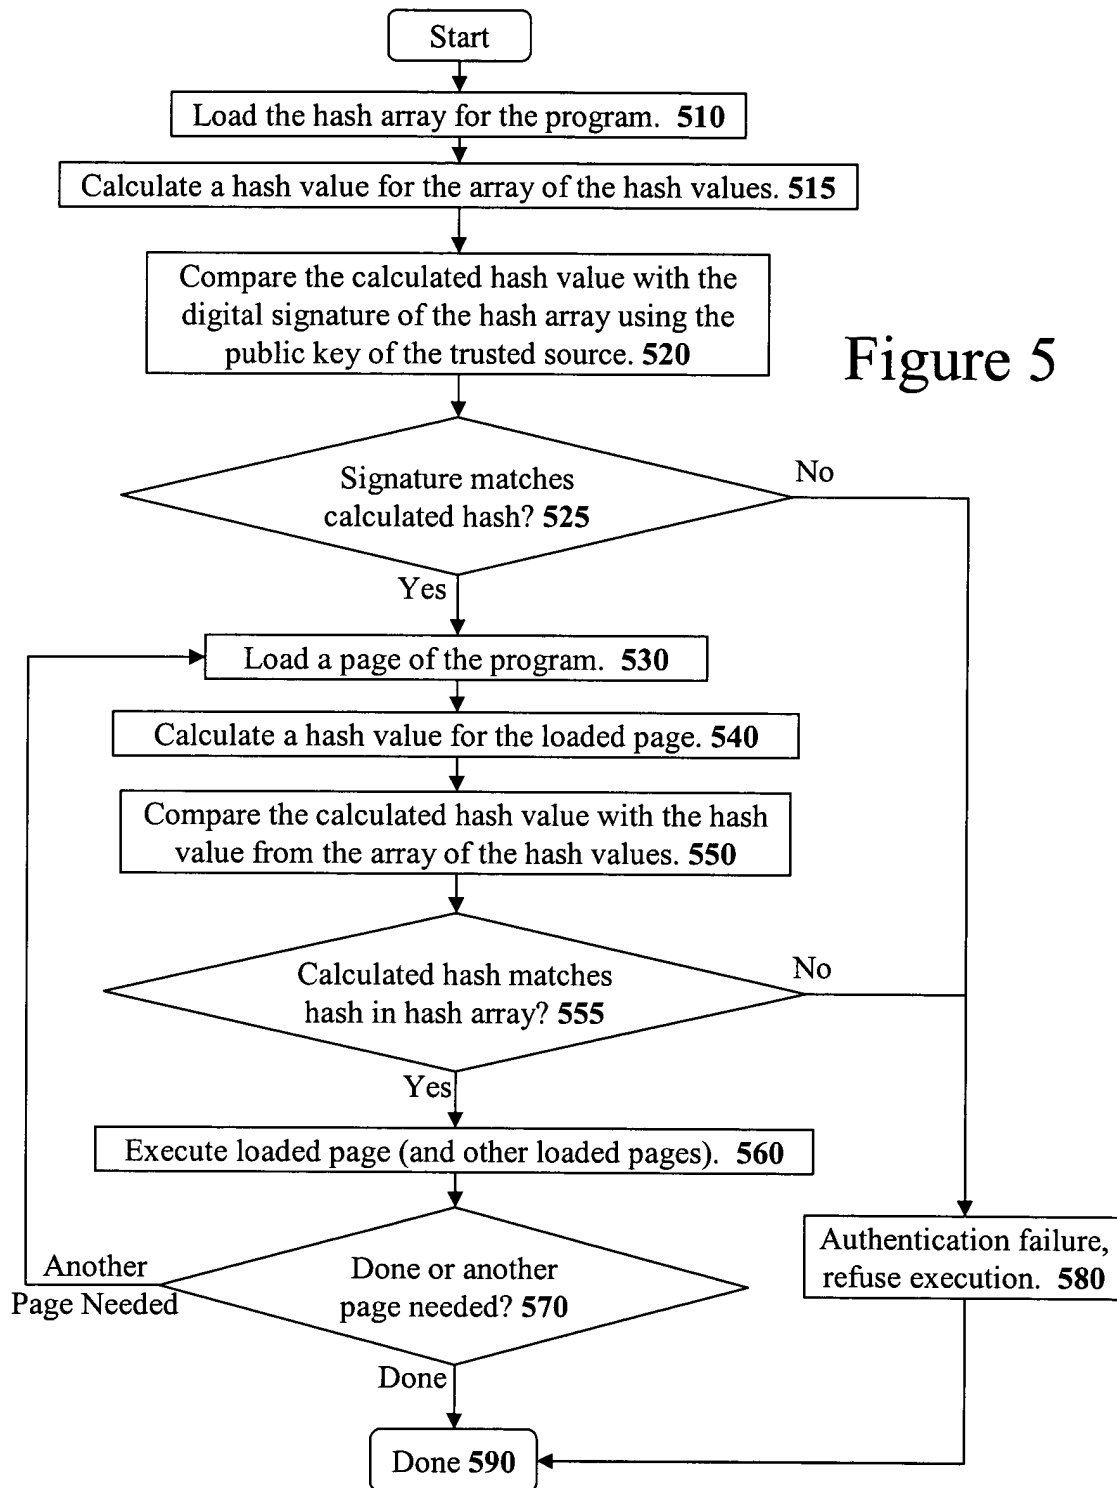 Start
Load the hash array for the program. 510
Calculate a hash value for the array of the hash values. 515
Compare the calculated hash value with the
digital signature of the hash array using the
public key of the trusted source. 520
Figure 5
Signature matches
calculated hash? 525
No
Yes
Load a page of the program. 530
Calculate a hash value for the loaded page. 540
Compare the calculated hash value with the hash
value from the array of the hash values. 550
Calculated hash matches
hash in hash array? 555
No
Yes
Execute loaded page (and other loaded pages). 560
Another
Page Needed
Done or another
page needed? 570
Authentication failure,
refuse execution. 580
Done
Done 590